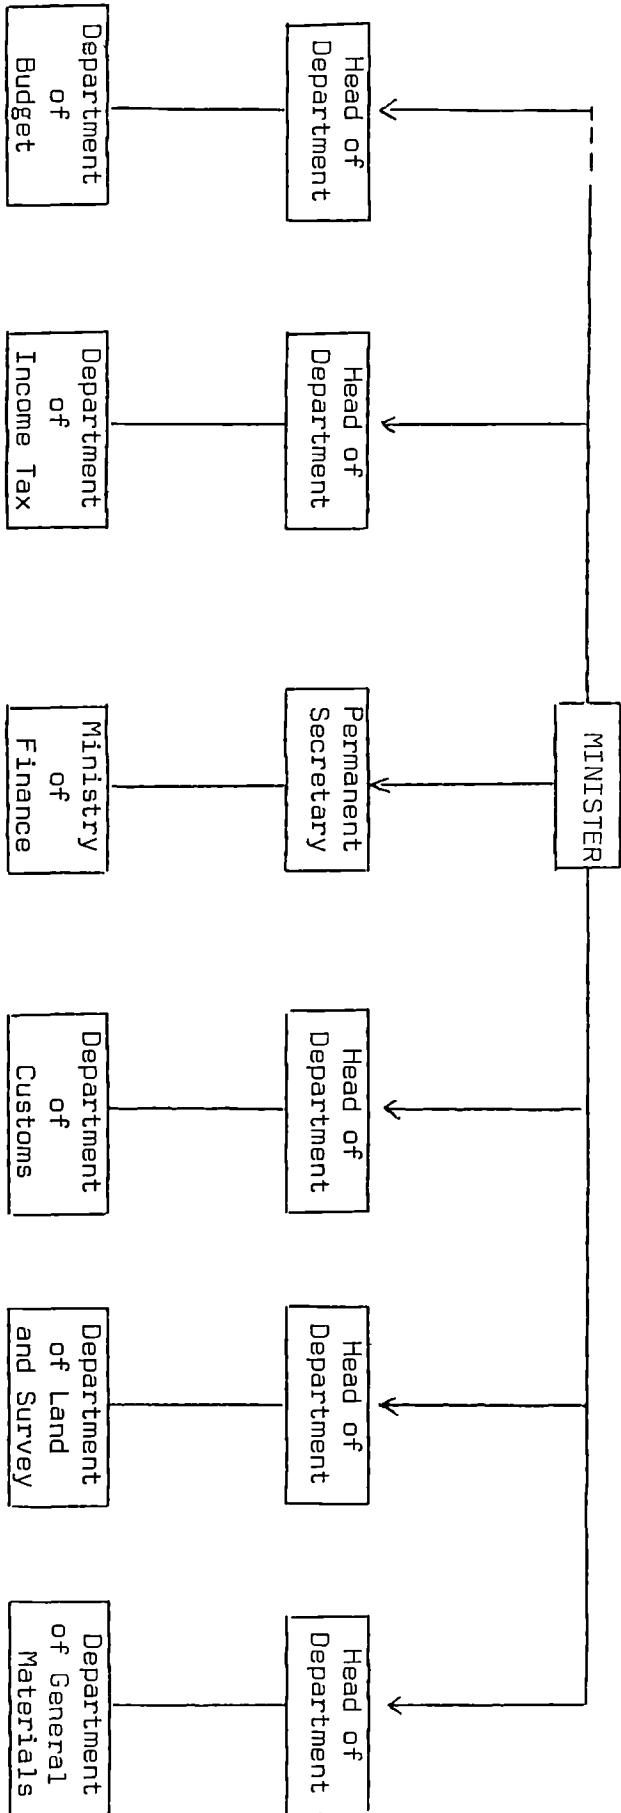 MINISTER
Head of
Department
Head of
Department
Permanent
Secretary
Head of
Department
Head of
Department
Head of
Department
Department
of
Budget
Department
of
Income Tax
Ministry
of
Finance
Department
of
Customs
Department
of Land
and Survey
Department
of General
Materials